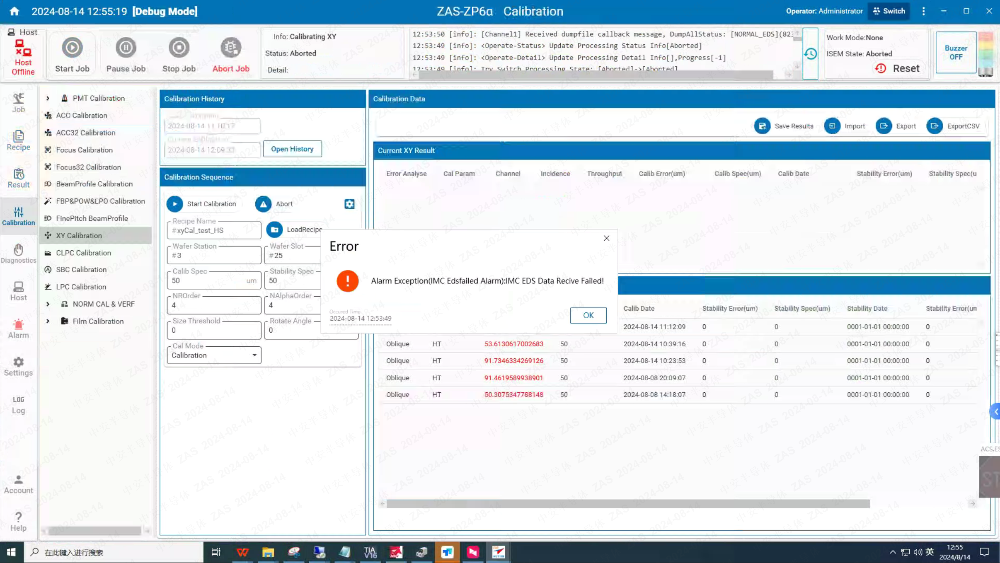 2024-08-14 12:55:19 [Debug Mode]
ZAS-ZP6α Calibration
Operator: Administrator
Switch
Host
Host
Offline
Start Job
Pause Job
Stop Job
Abort Job
Info: Calibrating XY
Status: Aborted
Detail:
12:53:50 [info]: [Channel1] Received dumpfile callback message, DumpAllStatus: [NORMAL_EDS](823
12:53:49 [info]: <Operate-Status> Update Processing Status Info[Aborted]
12:53:49 [info]: <Operate-Detail> Update Processing Detail Info[],Progress[-1]
12:53:49 [info]: Try Switch Processing State: [Aborted]->[Aborted]
Work Mode:None
ISEM State: Aborted
Reset
Buzzer
OFF
Job
Recipe
Result
Calibration
Diagnostics
Host
Alarm
Settings
LOG
Log
Account
Help
PMT Calibration
ACC Calibration
ACC32 Calibration
Focus Calibration
Focus32 Calibration
BeamProfile Calibration
FBP&POW&LPO Calibration
FinePitch BeamProfile
XY Calibration
CLPC Calibration
SBC Calibration
LPC Calibration
NORM CAL & VERF
Film Calibration
Calibration History
2024-08-14 11:10:17
Current Calibration
2024-08-14 12:09
Open History
Calibration Sequence
Start Calibration
Abort
Recipe Name
#xyCal_test_HS
LoadRecipe
Wafer Station
#3
Wafer Slot
#25
Calib Spec
50 um
Stability Spec
50
NROrder
4
NAlphaOrder
4
Size Threshold
0
Rotate Angle
0
Cal Mode
Calibration
Calibration Data
Save Results
Import
Export
ExportCSV
Current XY Result
Error Analyse Cal Param Channel Incidence Throughput Calib Error(um) Calib Spec(um) Calib Date Stability Error(um) Stability Spec(u
Error
Alarm Exception(IMC Edsfailed Alarm):IMC EDS Data Recive Failed!
Occured Time
2024-08-14 12:53:49
OK
Calib Date Stability Error(um) Stability Spec(um) Stability Date Stability Error(um
2024-08-14 11:12:09 0 0 0001-01-01 00:00:00 0
Oblique HT 53.6130617002683 50 2024-08-14 10:39:16 0 0 0001-01-01 00:00:00 0
Oblique HT 91.7346334269126 50 2024-08-14 10:23:53 0 0 0001-01-01 00:00:00 0
Oblique HT 91.4619589938901 50 2024-08-08 20:09:07 0 0 0001-01-01 00:00:00 0
Oblique HT 50.3075347788148 50 2024-08-08 14:18:07 0 0 0001-01-01 00:00:00 0
ACS.ES
ST
中安半导体 ZAS 2024-08-14
在此键入进行搜索
TIA
V16
英
12:55
2024/8/14